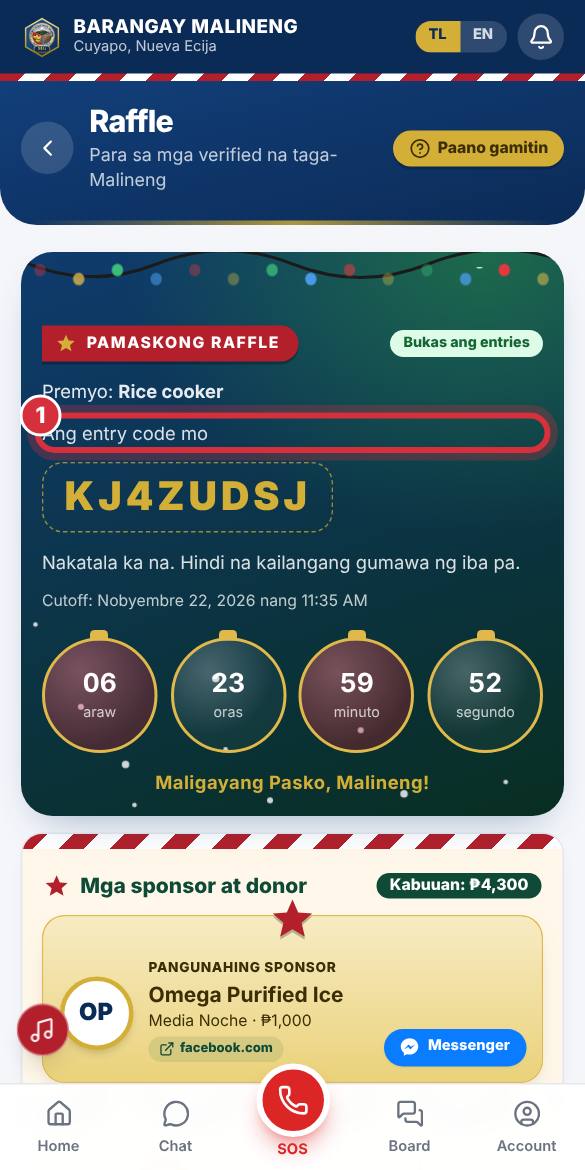 BARANGAY MALINENG
Cuyapo, Nueva Ecija
TL EN
Raffle
Para sa mga verified na taga-
Malineng
Paano gamitin
PAMASKONG RAFFLE
Bukas ang entries
Premyo: Rice cooker
1
Ang entry code mo
KJ4ZUDSJ
Nakatala ka na. Hindi na kailangang gumawa ng iba pa.
Cutoff: Nobyembre 22, 2026 nang 11:35 AM
06 23 59 52
araw oras minuto segundo
Maligayang Pasko, Malineng!
Mga sponsor at donor
Kabuuan: ₱4,300
PANGUNAHING SPONSOR
OP
Omega Purified Ice
Media Noche · ₱1,000
facebook.com
Messenger
Home Chat SOS Board Account